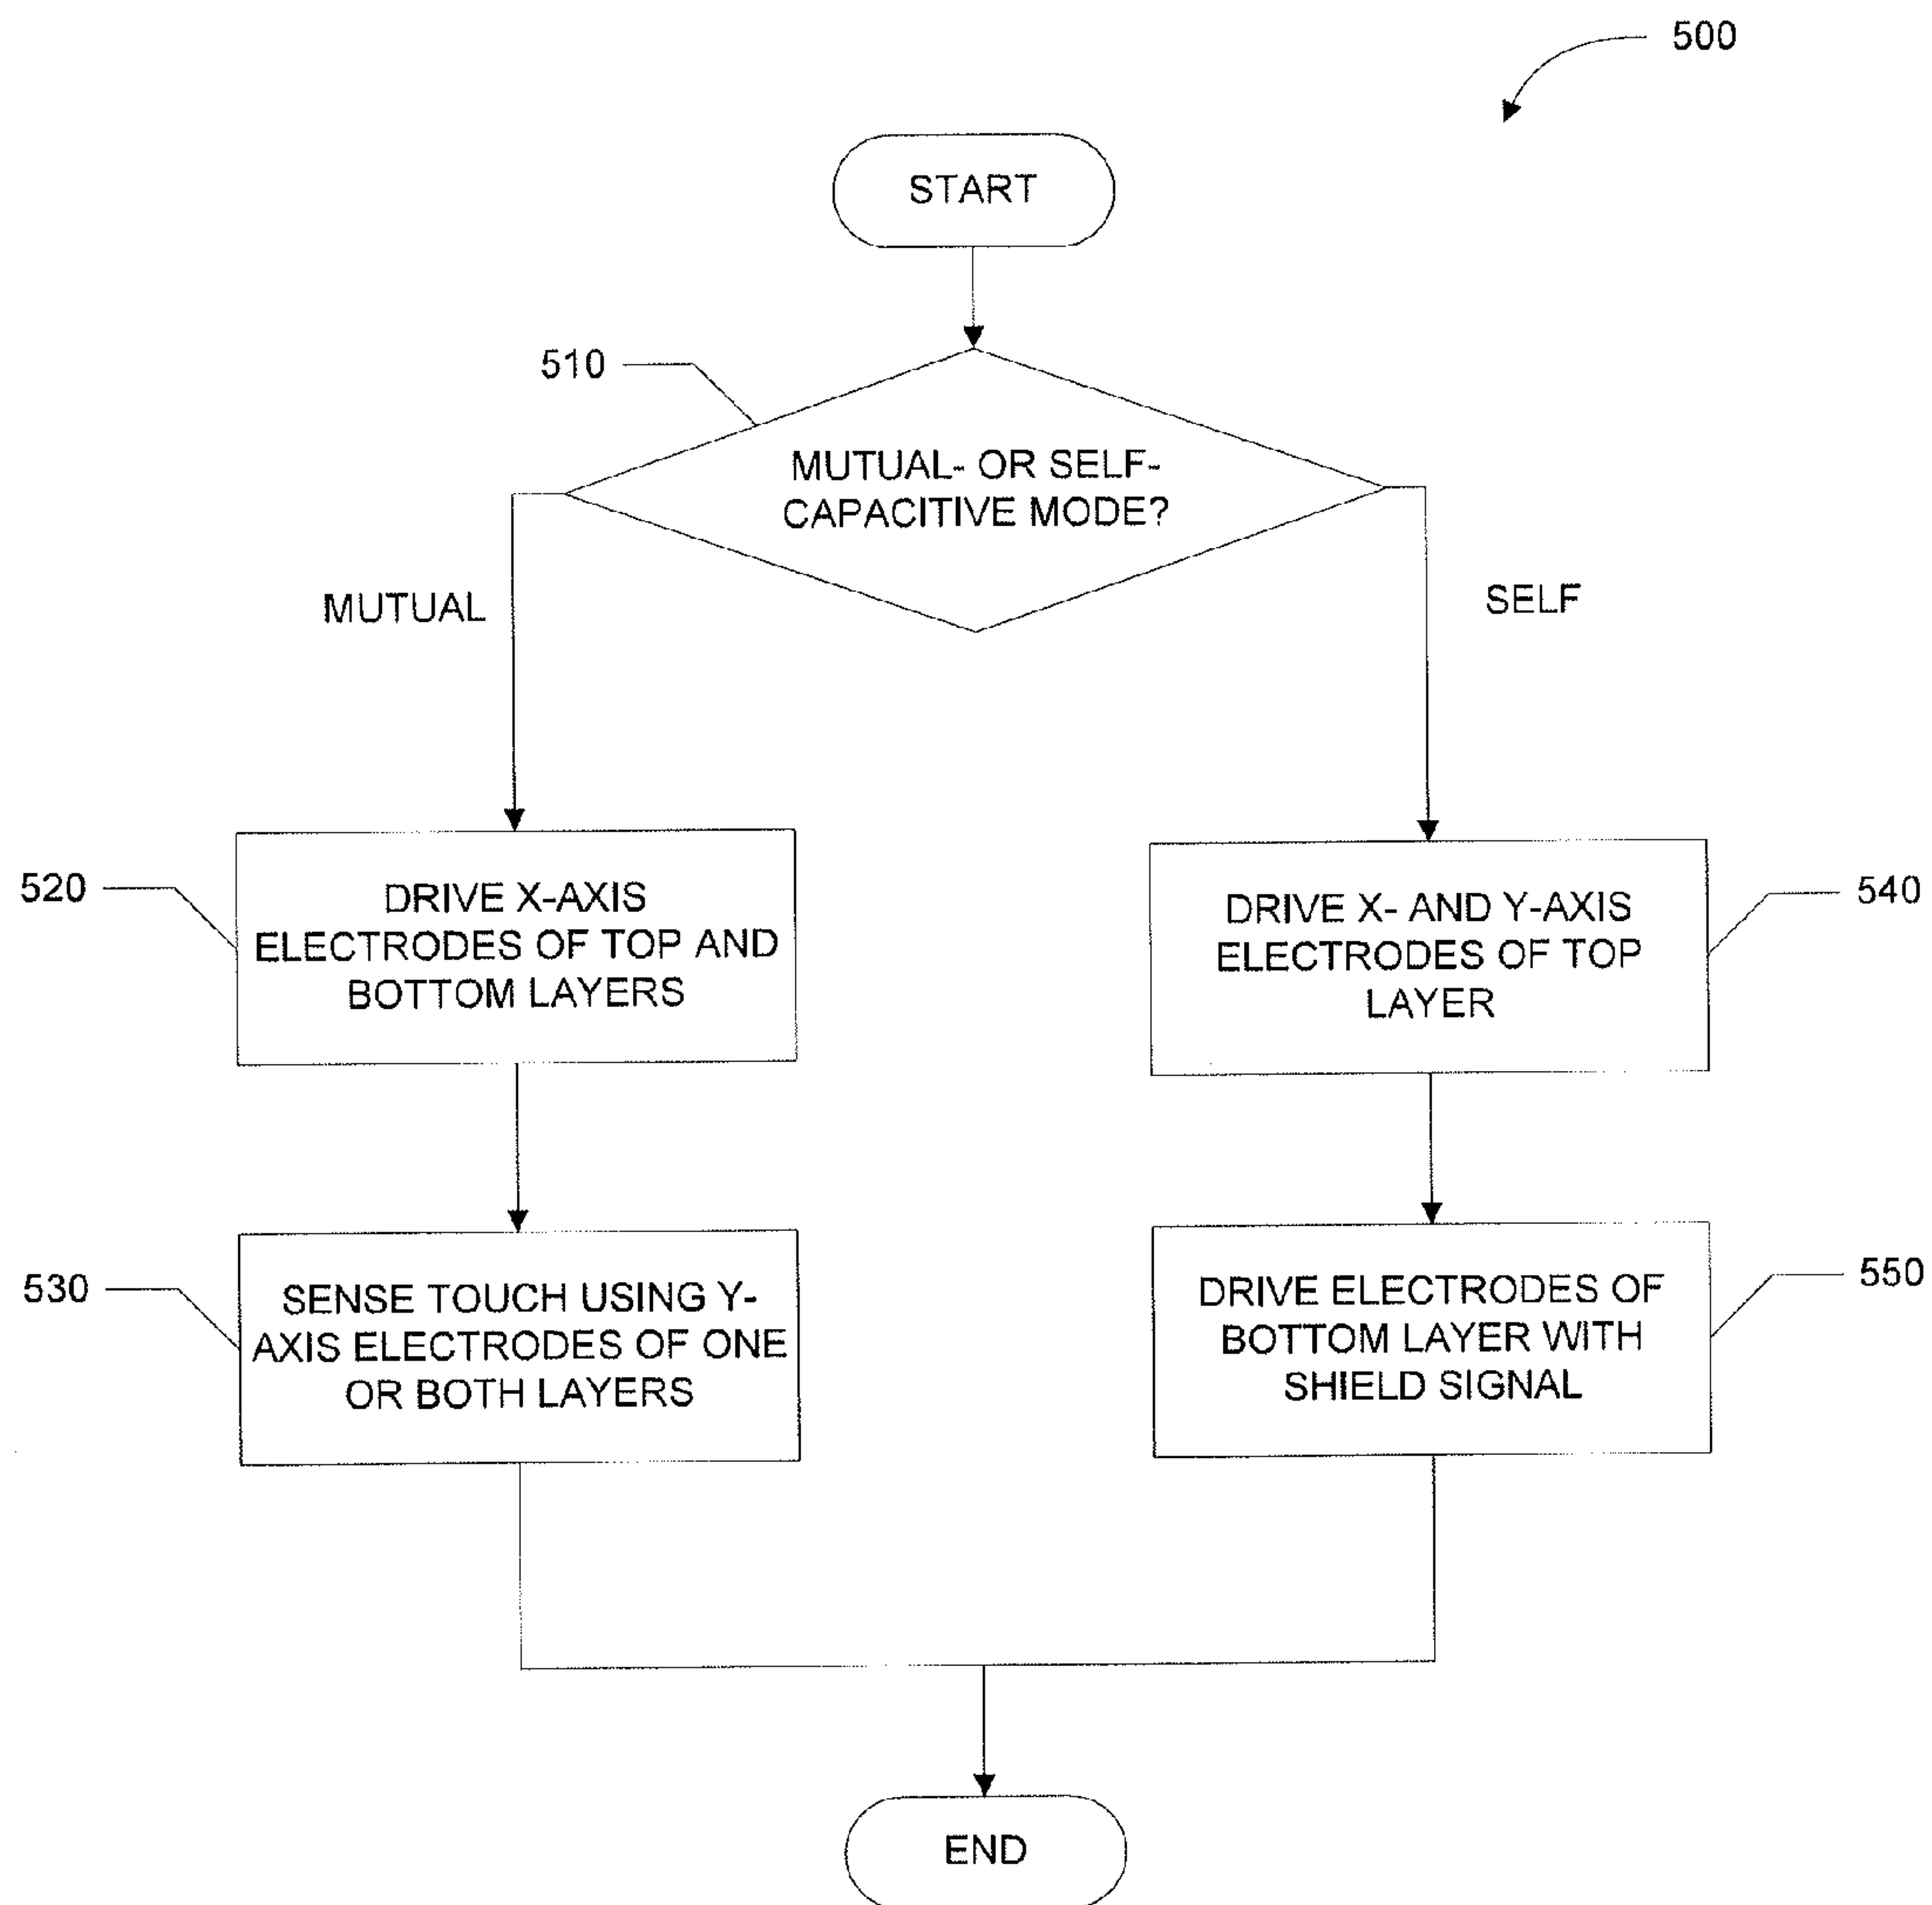 500
START
510
MUTUAL- OR SELF-
CAPACITIVE MODE?
MUTUAL
SELF
520
DRIVE X-AXIS
ELECTRODES OF TOP AND
BOTTOM LAYERS
DRIVE X- AND Y-AXIS
ELECTRODES OF TOP
LAYER
540
530
SENSE TOUCH USING Y-
AXIS ELECTRODES OF ONE
OR BOTH LAYERS
DRIVE ELECTRODES OF
BOTTOM LAYER WITH
SHIELD SIGNAL
550
END